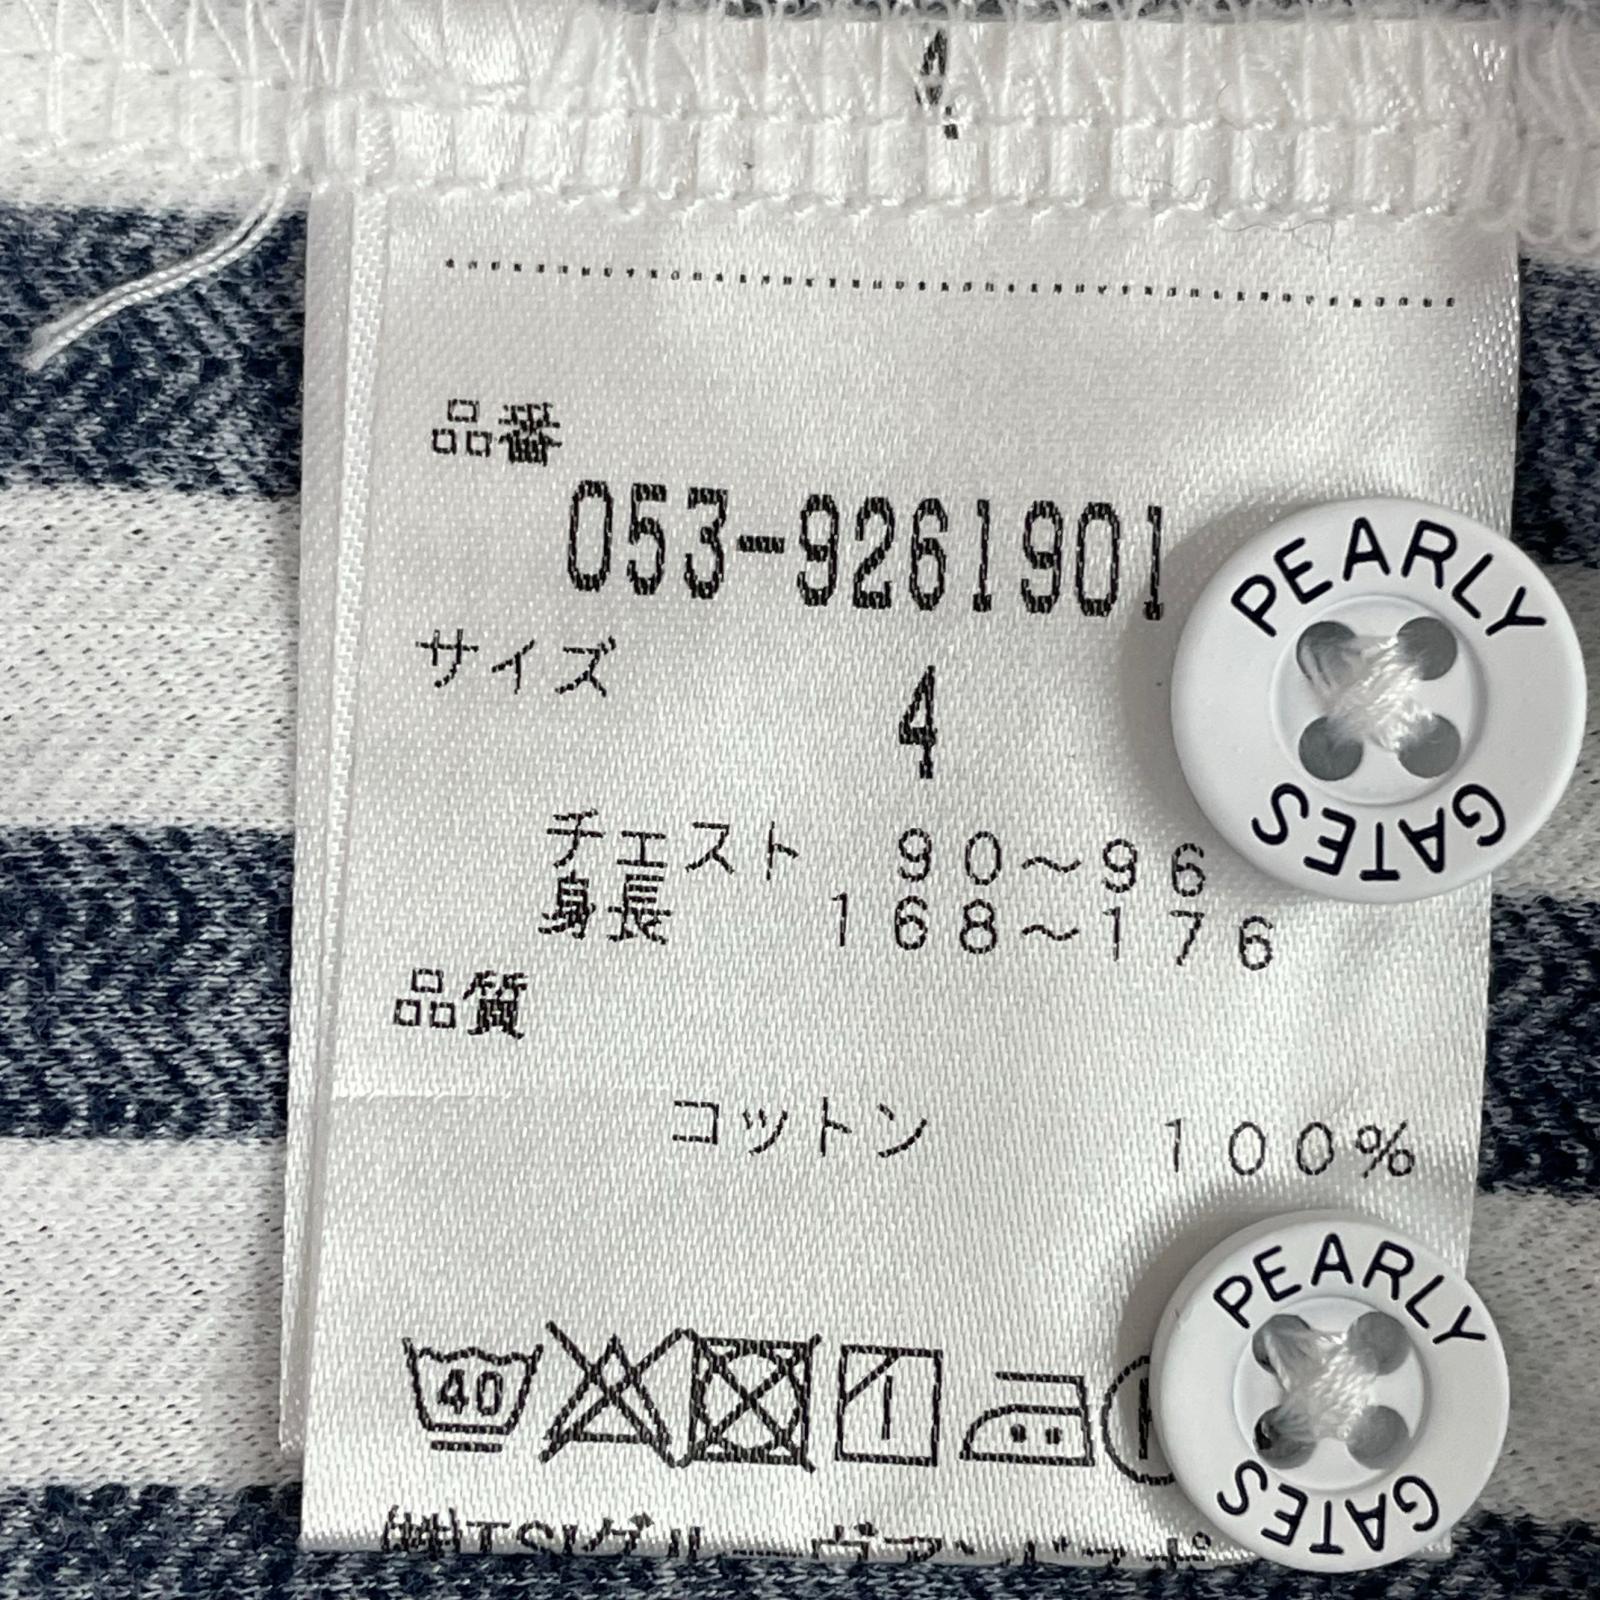 品番
053-9261901
サイズ
4
チェスト 90~96
身長 168~176
品質
コットン 100%
40
PEARLY GATES
PEARLY GATES